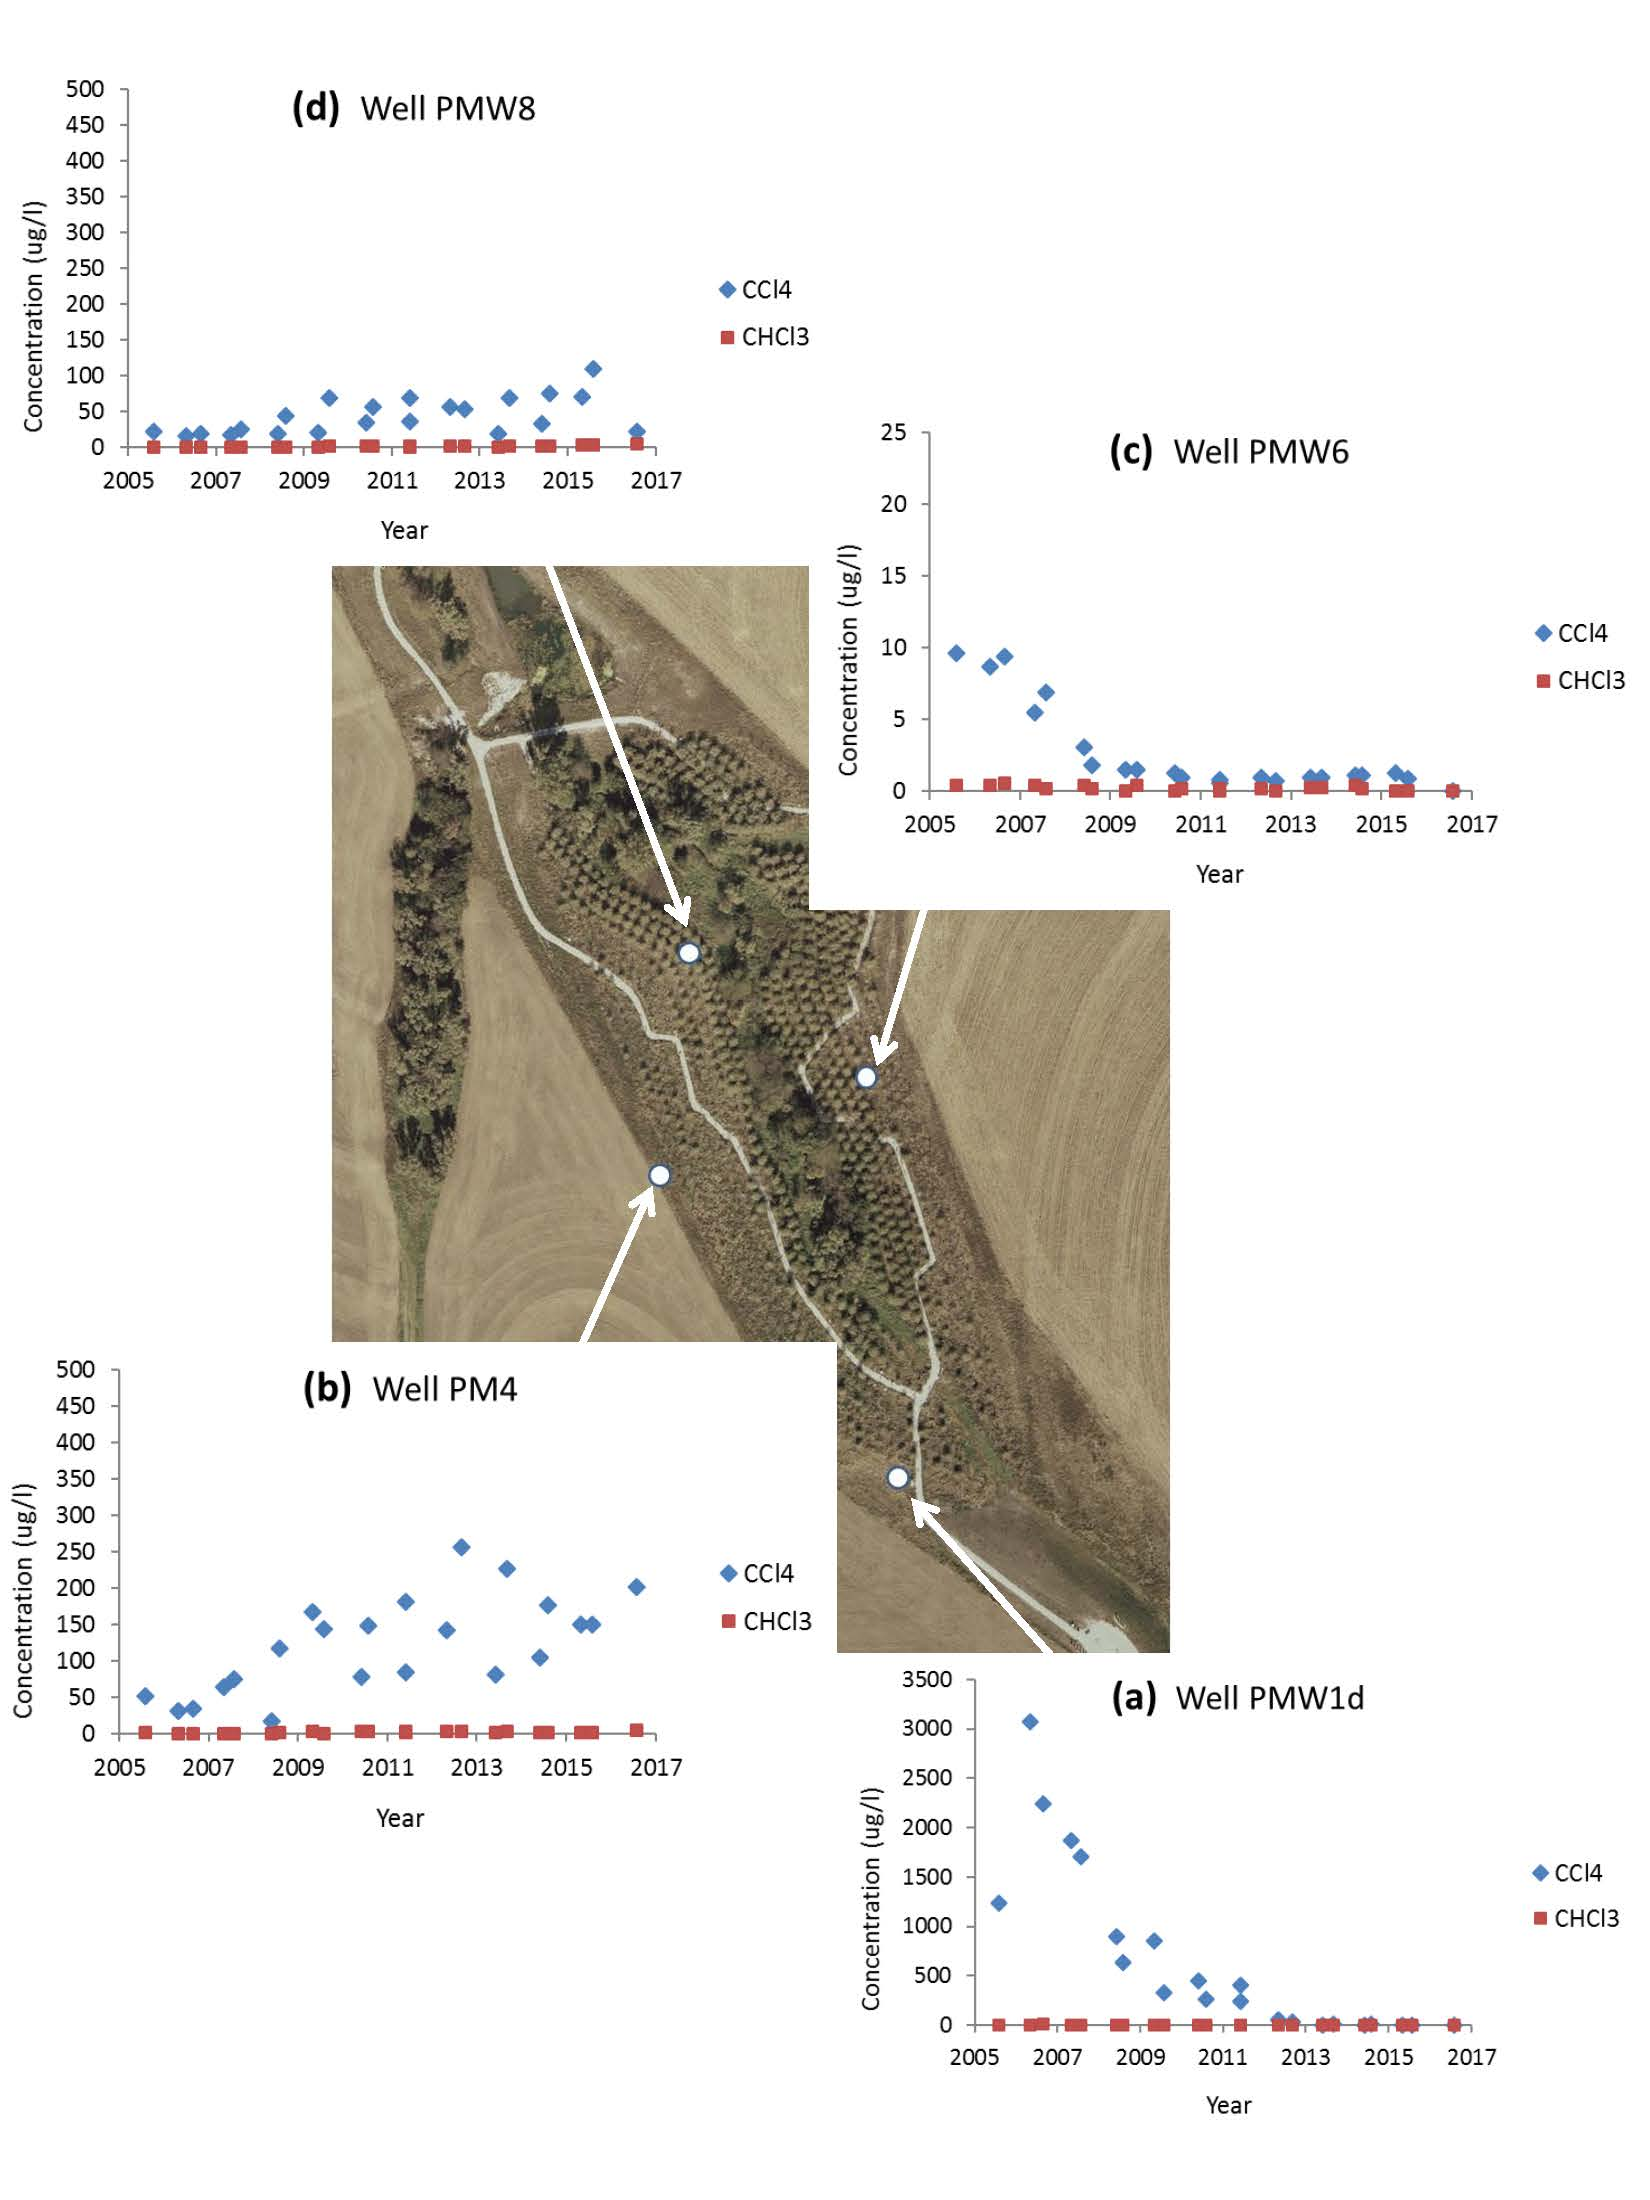 (d) Well PMW8
500
450
400
350
300
250
200
150
100
50
0
Concentration (ug/l)
2005 2007 2009 2011 2013 2015 2017
Year
CCl4
CHCl3
(c) Well PMW6
25
20
15
10
5
0
Concentration (ug/l)
2005 2007 2009 2011 2013 2015 2017
Year
CCl4
CHCl3
(b) Well PM4
500
450
400
350
300
250
200
150
100
50
0
Concentration (ug/l)
2005 2007 2009 2011 2013 2015 2017
Year
CCl4
CHCl3
(a) Well PMW1d
3500
3000
2500
2000
1500
1000
500
0
Concentration (ug/l)
2005 2007 2009 2011 2013 2015 2017
Year
CCl4
CHCl3